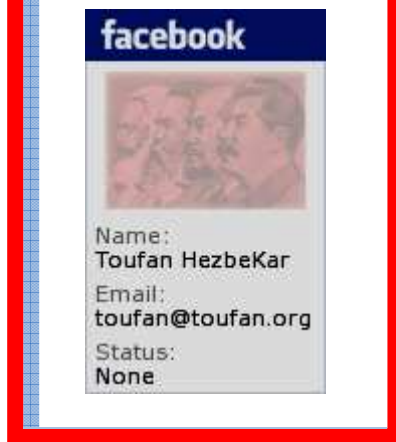 facebook
Name:
Toufan HezbeKar
Email:
toufan@toufan.org
Status:
None